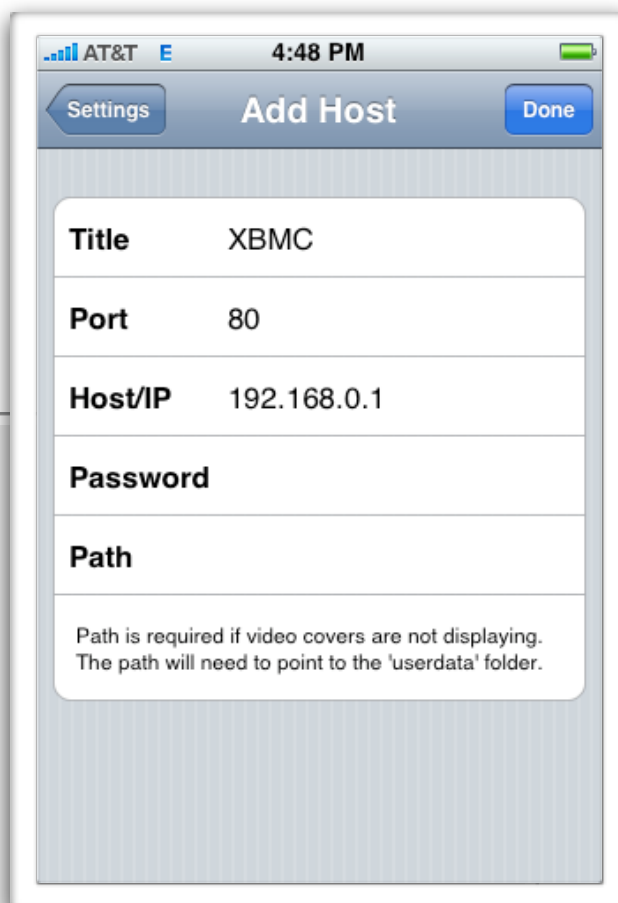 AT&T E 4:48 PM
Settings Add Host Done
Title XBMC
Port 80
Host/IP 192.168.0.1
Password
Path
Path is required if video covers are not displaying.
The path will need to point to the 'userdata' folder.